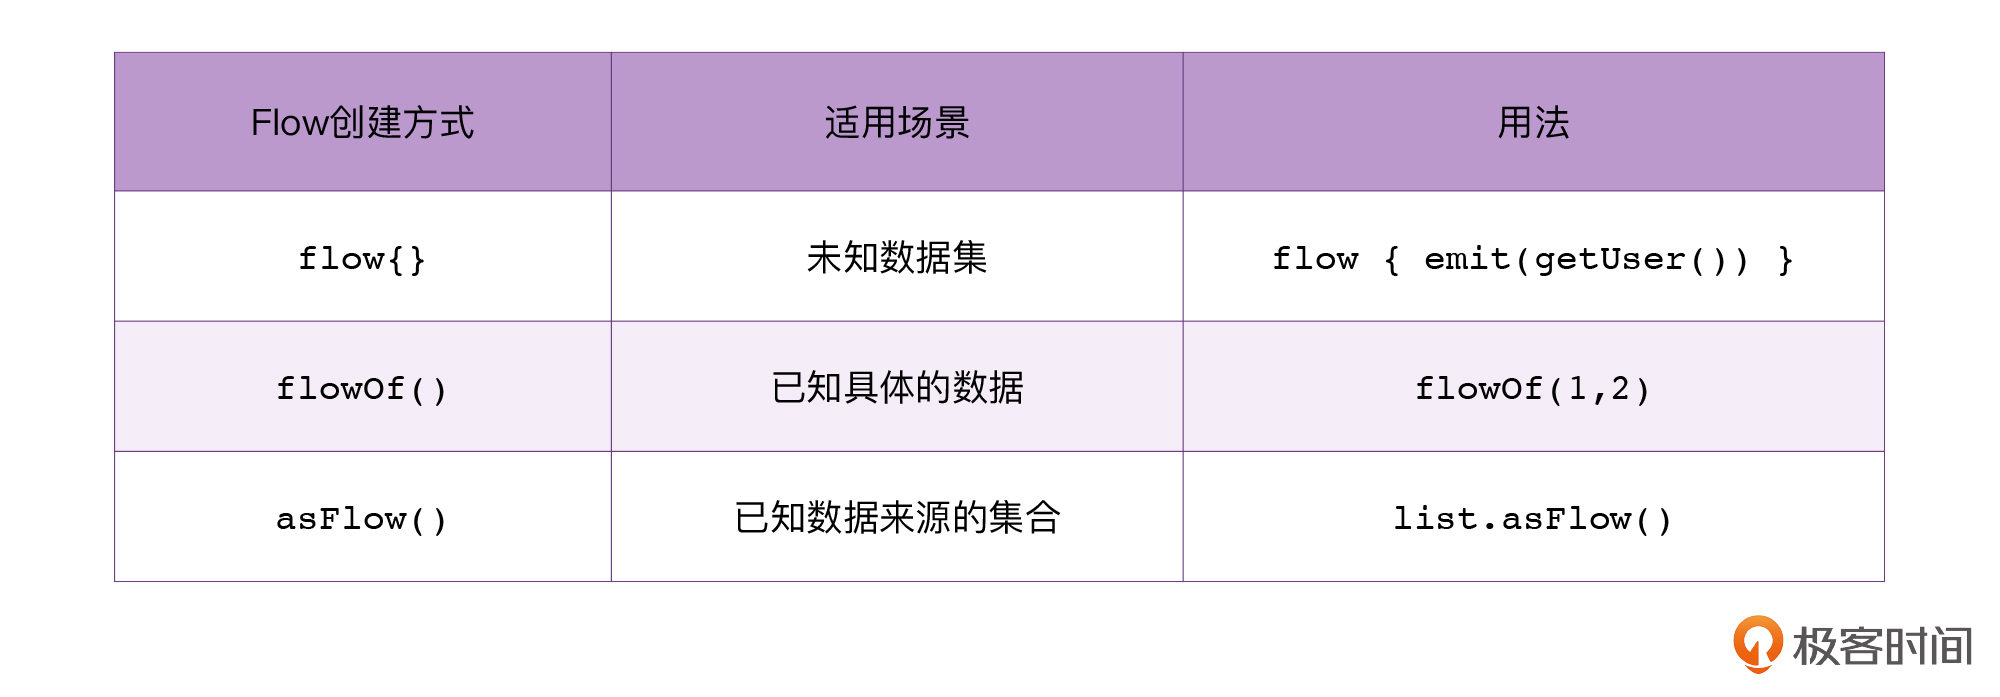 Flow创建方式 适用场景 用法
flow{} 未知数据集 flow { emit(getUser()) }
flowOf() 已知具体的数据 flowOf(1,2)
asFlow() 已知数据来源的集合 list.asFlow()
极客时间